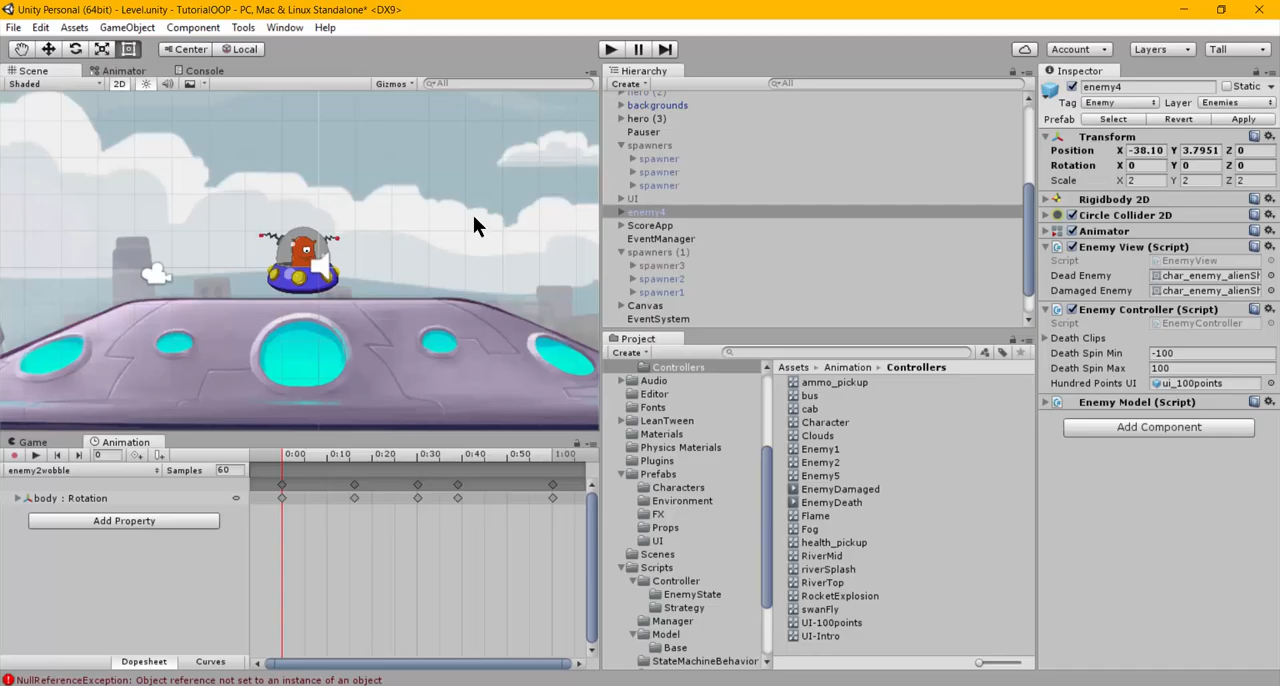 Unity Personal (64bit) - Level.unity - TutorialOOP - PC, Mac & Linux Standalone* <DX9>
File Edit Assets GameObject Component Tools Window Help
Center Local Account Layers Tall
Scene Animator Console
Shaded 2D Gizmos All
Hierarchy
Create All
hero (2)
backgrounds
hero (3)
Pauser
spawners
spawner
spawner
spawner
UI
enemy4
ScoreApp
EventManager
spawners (1)
spawner3
spawner2
spawner1
Canvas
EventSystem
Inspector
enemy4 Static
Tag Enemy Layer Enemies
Prefab Select Revert Apply
Transform
Position X -38.10 Y 3.7951 Z 0
Rotation X 0 Y 0 Z 0
Scale X 2 Y 2 Z 2
Rigidbody 2D
Circle Collider 2D
Animator
Enemy View (Script)
Script EnemyView
Dead Enemy char_enemy_alienSh
Damaged Enemy char_enemy_alienSh
Enemy Controller (Script)
Script EnemyController
Death Clips
Death Spin Min -100
Death Spin Max 100
Hundred Points UI ui_100points
Enemy Model (Script)
Add Component
Project
Create
Controllers
Audio
Editor
Fonts
LeanTween
Materials
Physics Materials
Plugins
Prefabs
Characters
Environment
FX
Props
UI
Scenes
Scripts
Controller
EnemyState
Strategy
Manager
Model
Base
StateMachineBehavior
Assets Animation Controllers
ammo_pickup
bus
cab
Character
Clouds
Enemy1
Enemy2
Enemy5
EnemyDamaged
EnemyDeath
Flame
Fog
health_pickup
RiverMid
riverSplash
RiverTop
RocketExplosion
swanFly
UI-100points
UI-Intro
Game Animation
0 0:00 0:10 0:20 0:30 0:40 0:50 1:00
enemy2wobble Samples 60
body : Rotation
Add Property
Dopesheet Curves
NullReferenceException: Object reference not set to an instance of an object